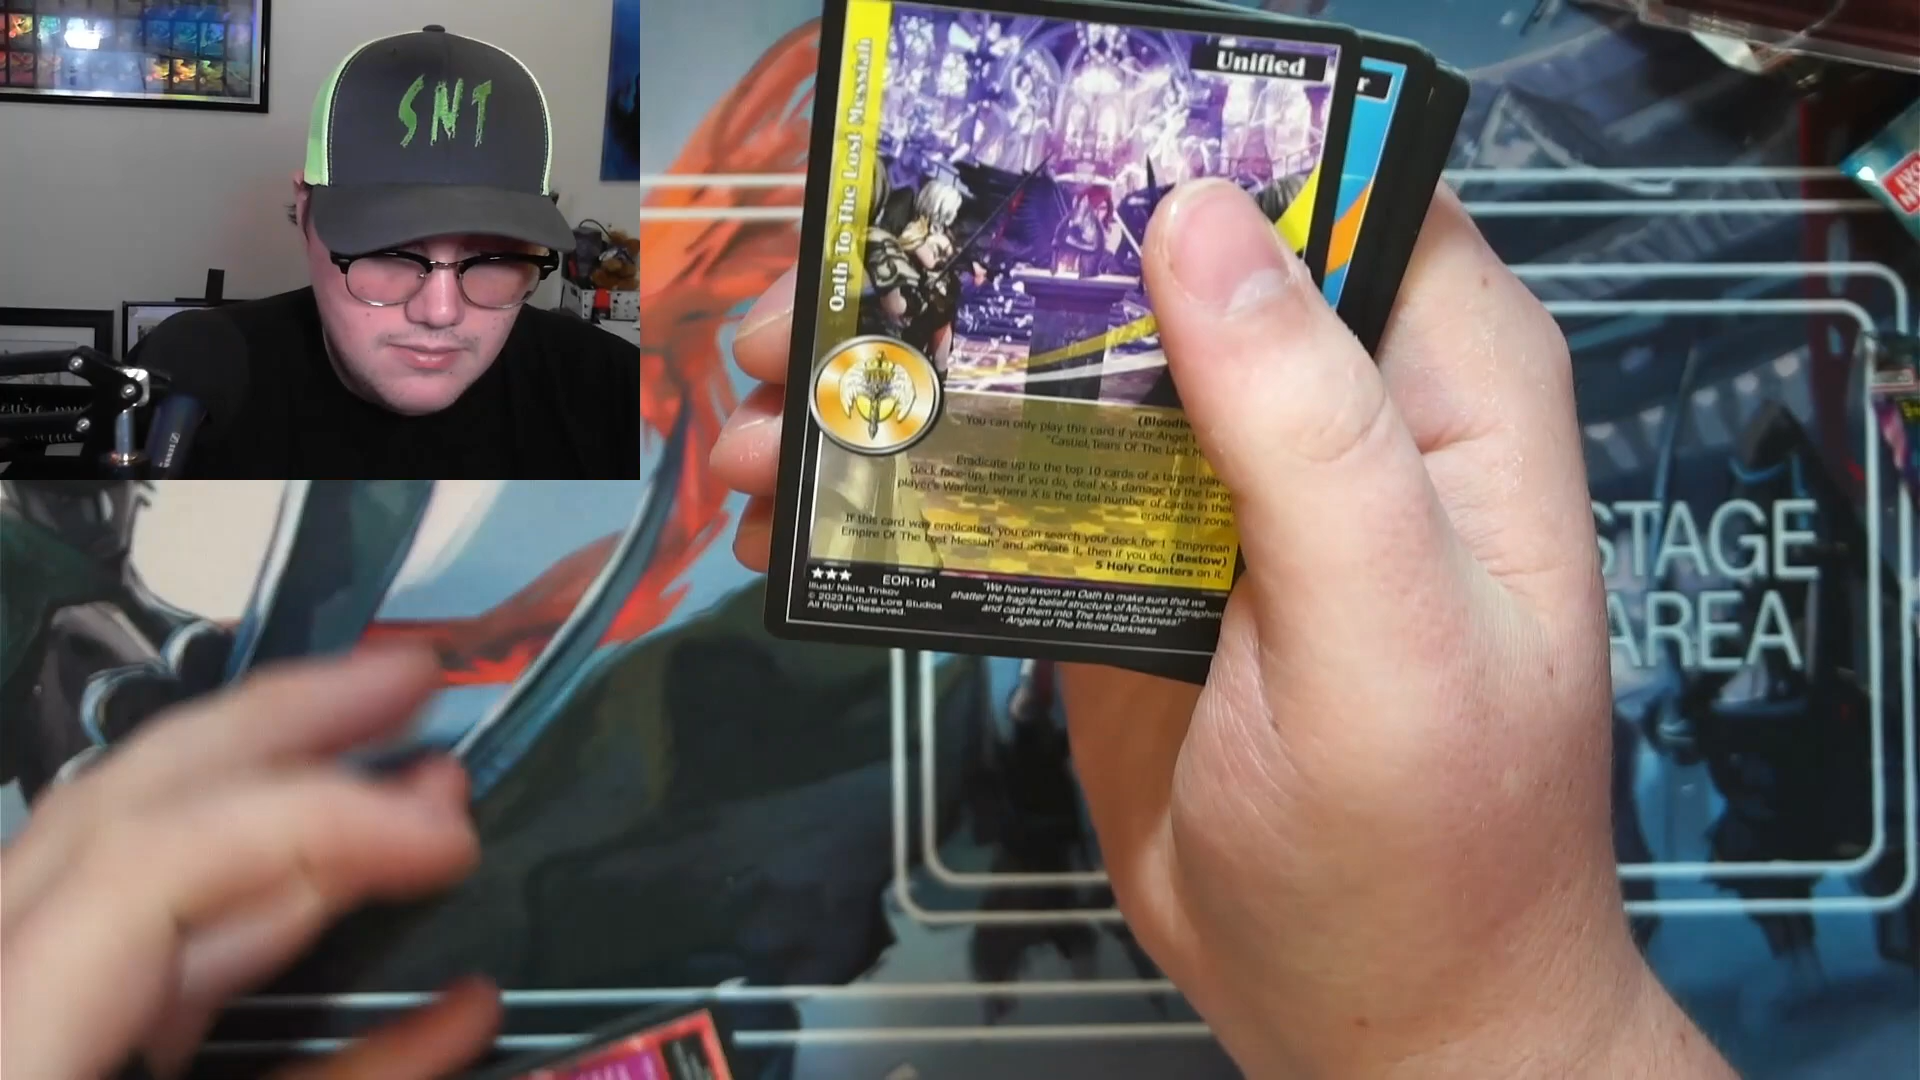 SNT
Unified
r
Oath To The Lost Messiah
You can only play this card if your Angel
"Castiel, Tears Of The Lost
Eradicate up to the top 10 cards of a target
deck face-up, then if you do, deal X-5 damage to the
player's Warlord, where X is the total number of cards in
eradication zone.
If this card was eradicated, you can search your deck for 1 "Empyrean
Empire Of The Lost Messiah" and activate it, then if you do, (Bestow)
5 Holy Counters on it.
★★★ EOR-104
Illust/ Nikita Tinkov
© 2023 Future Lore Studios
All Rights Reserved.
"We have sworn an Oath to make sure that we
shatter the fragile belief structure of Michael's Seraphim
and cast them into The Infinite Darkness!"
- Angels of The Infinite Darkness
STAGE
AREA